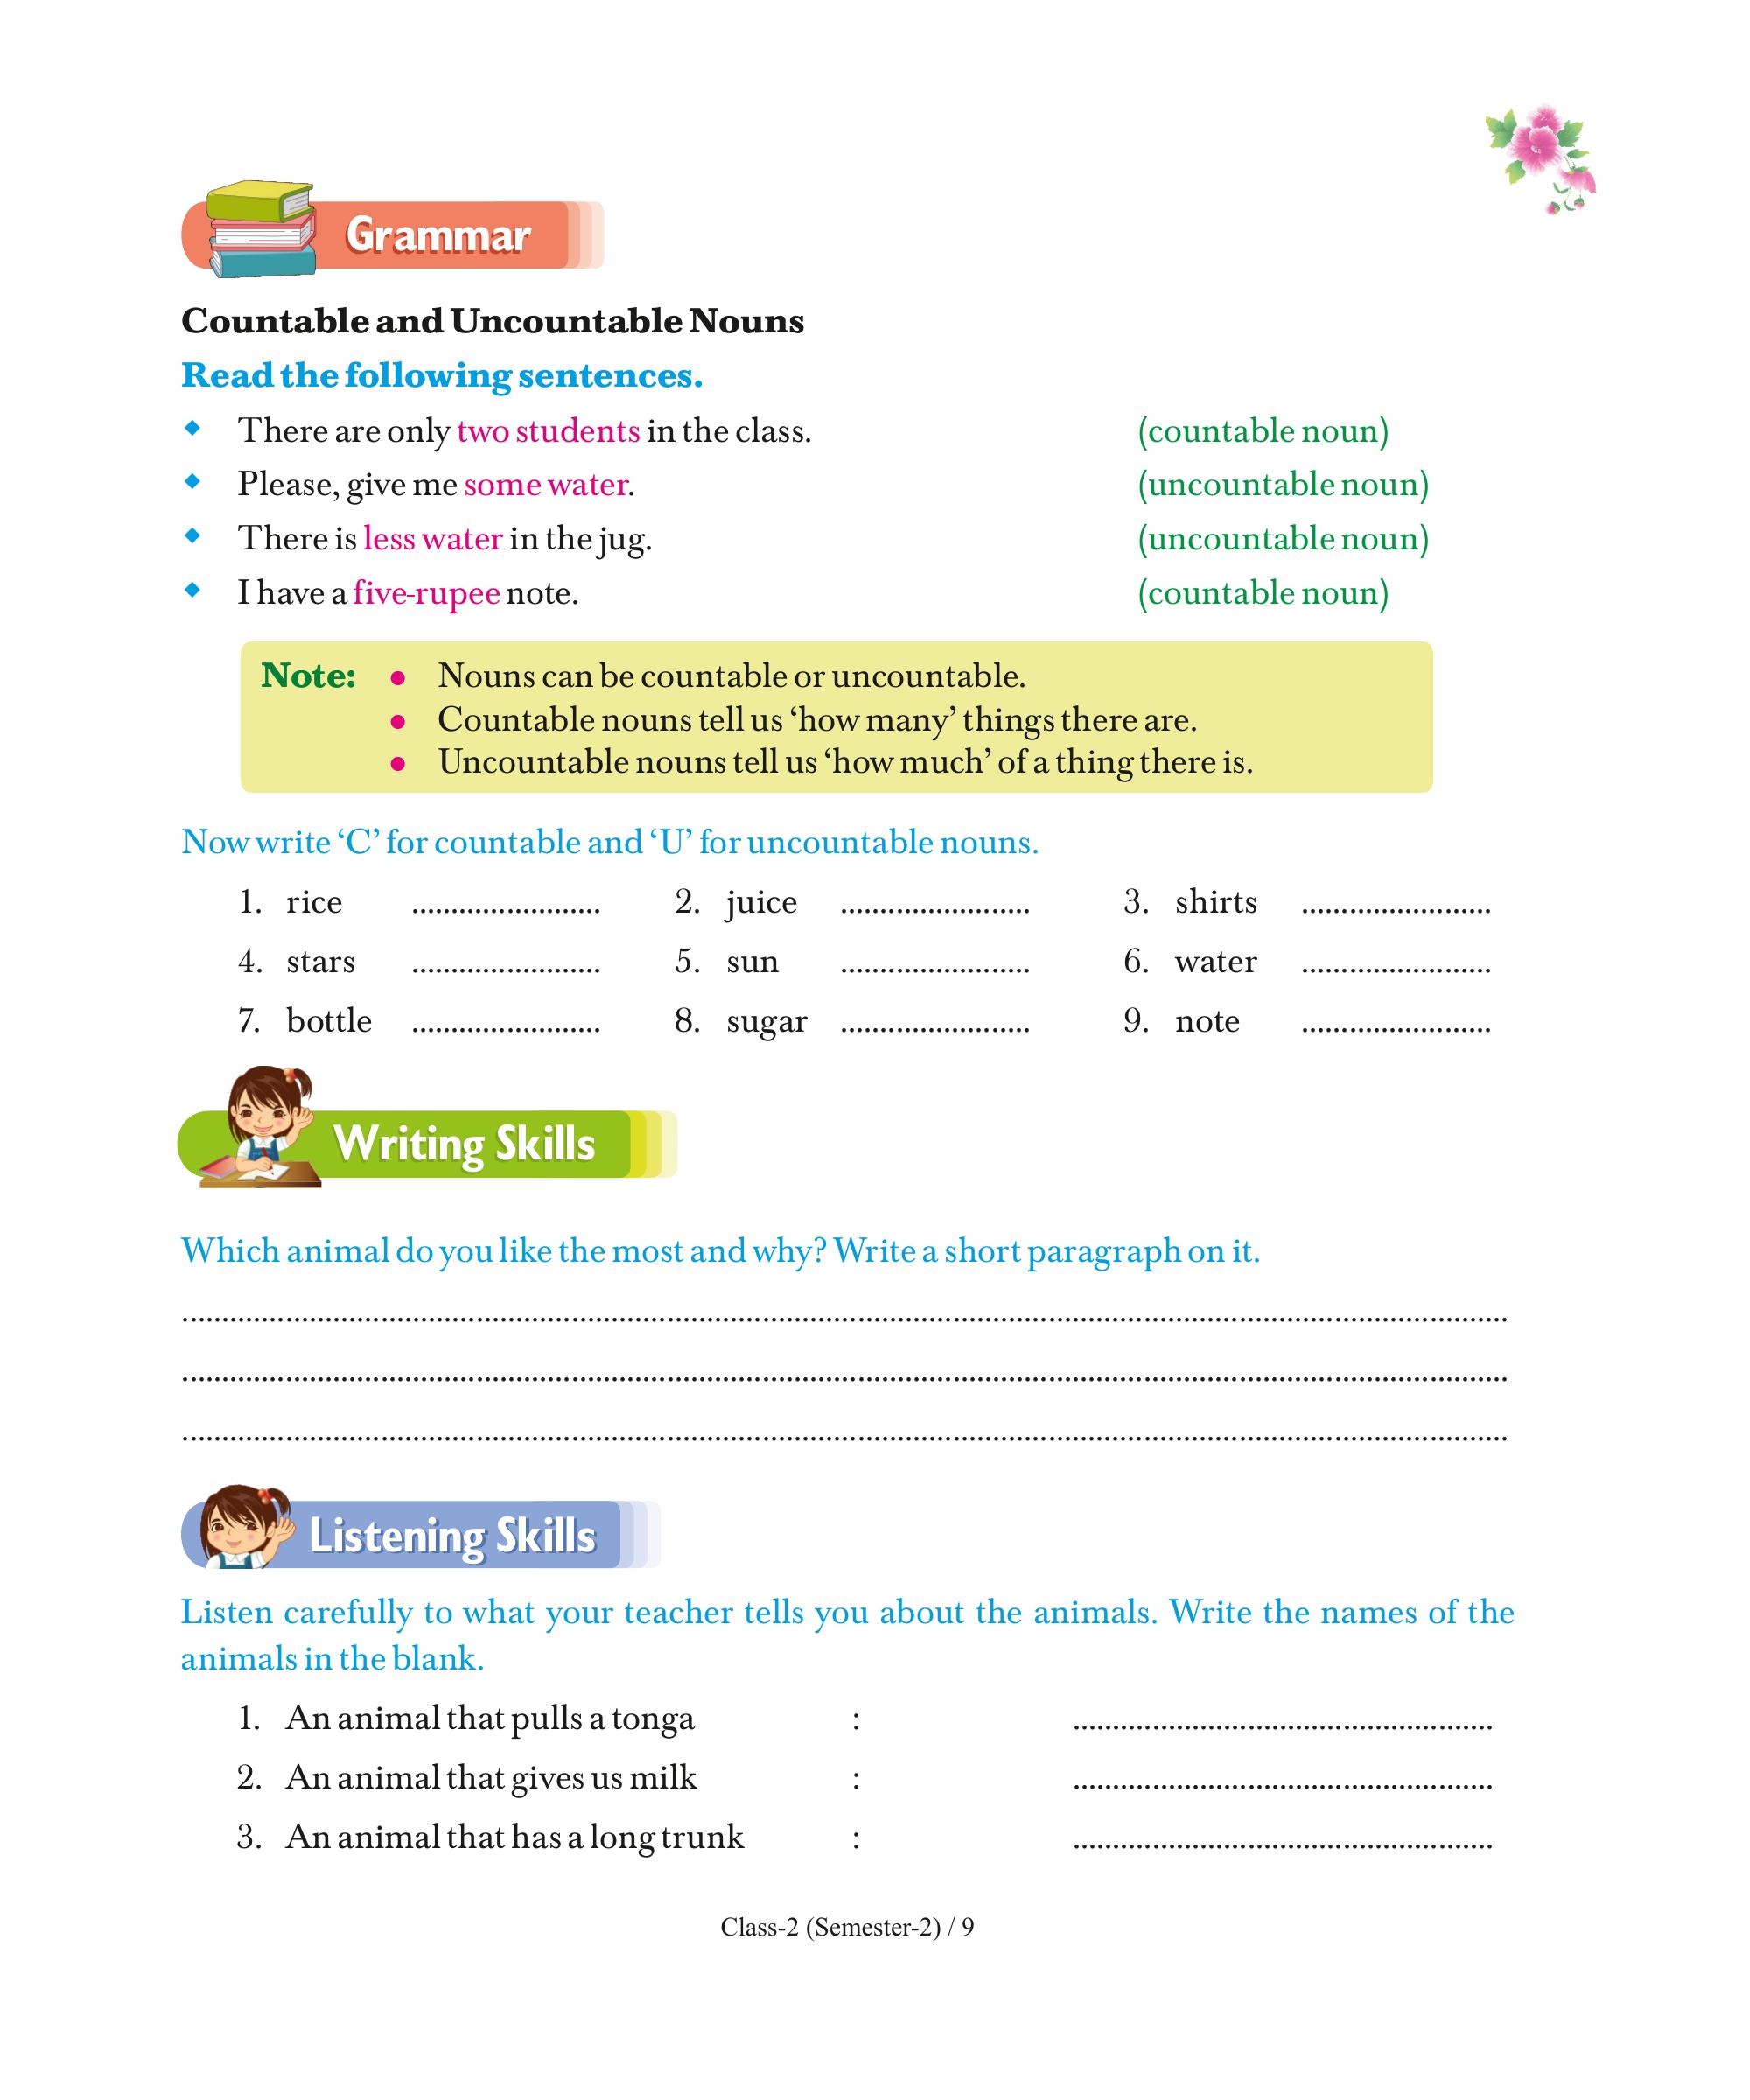 Grammar
Countable and Uncountable Nouns
Read the following sentences.
There are only two students in the class. (countable noun)
Please, give me some water. (uncountable noun)
There is less water in the jug. (uncountable noun)
I have a five-rupee note. (countable noun)
Note: • Nouns can be countable or uncountable.
• Countable nouns tell us ‘how many’ things there are.
• Uncountable nouns tell us ‘how much’ of a thing there is.
Now write ‘C’ for countable and ‘U’ for uncountable nouns.
1. rice ........................ 2. juice ........................ 3. shirts ........................
4. stars ........................ 5. sun ........................ 6. water ........................
7. bottle ........................ 8. sugar ........................ 9. note ........................
Writing Skills
Which animal do you like the most and why? Write a short paragraph on it.
Listening Skills
Listen carefully to what your teacher tells you about the animals. Write the names of the
animals in the blank.
1. An animal that pulls a tonga : .....................................................
2. An animal that gives us milk : .....................................................
3. An animal that has a long trunk : .....................................................
Class-2 (Semester-2) / 9